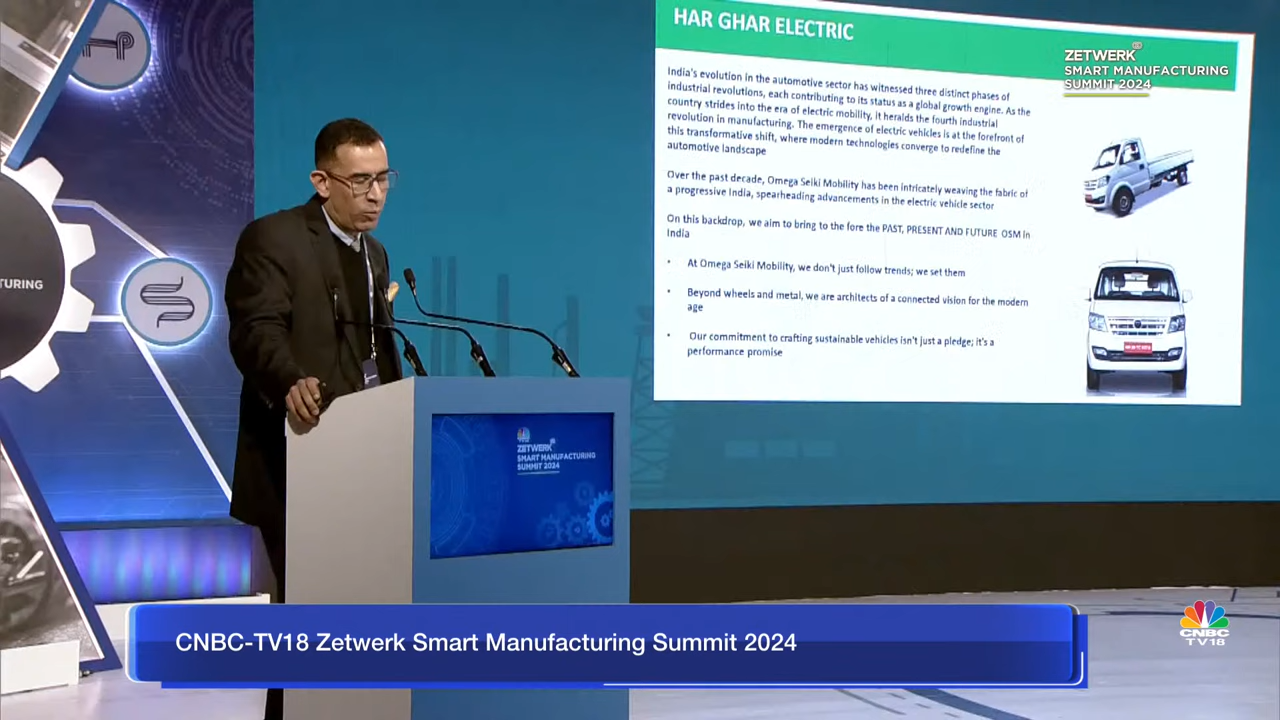 HAR GHAR ELECTRIC
ZETWERK
SMART MANUFACTURING
SUMMIT 2024
India's evolution in the automotive sector has witnessed three distinct phases of
industrial revolutions, each contributing to its status as a global growth engine. As the
country strides into the era of electric mobility, it heralds the fourth industrial
revolution in manufacturing. The emergence of electric vehicles is at the forefront of
this transformative shift, where modern technologies converge to redefine the
automotive landscape
Over the past decade, Omega Seiki Mobility has been intricately weaving the fabric of
a progressive India, spearheading advancements in the electric vehicle sector
On this backdrop, we aim to bring to the fore the PAST, PRESENT AND FUTURE OSM in
India
• At Omega Seiki Mobility, we don't just follow trends; we set them
• Beyond wheels and metal, we are architects of a connected vision for the modern
age
• Our commitment to crafting sustainable vehicles isn't just a pledge; it's a
performance promise
TURING
ZETWERK
SMART MANUFACTURING
SUMMIT 2024
CNBC-TV18 Zetwerk Smart Manufacturing Summit 2024
CNBC
TV18